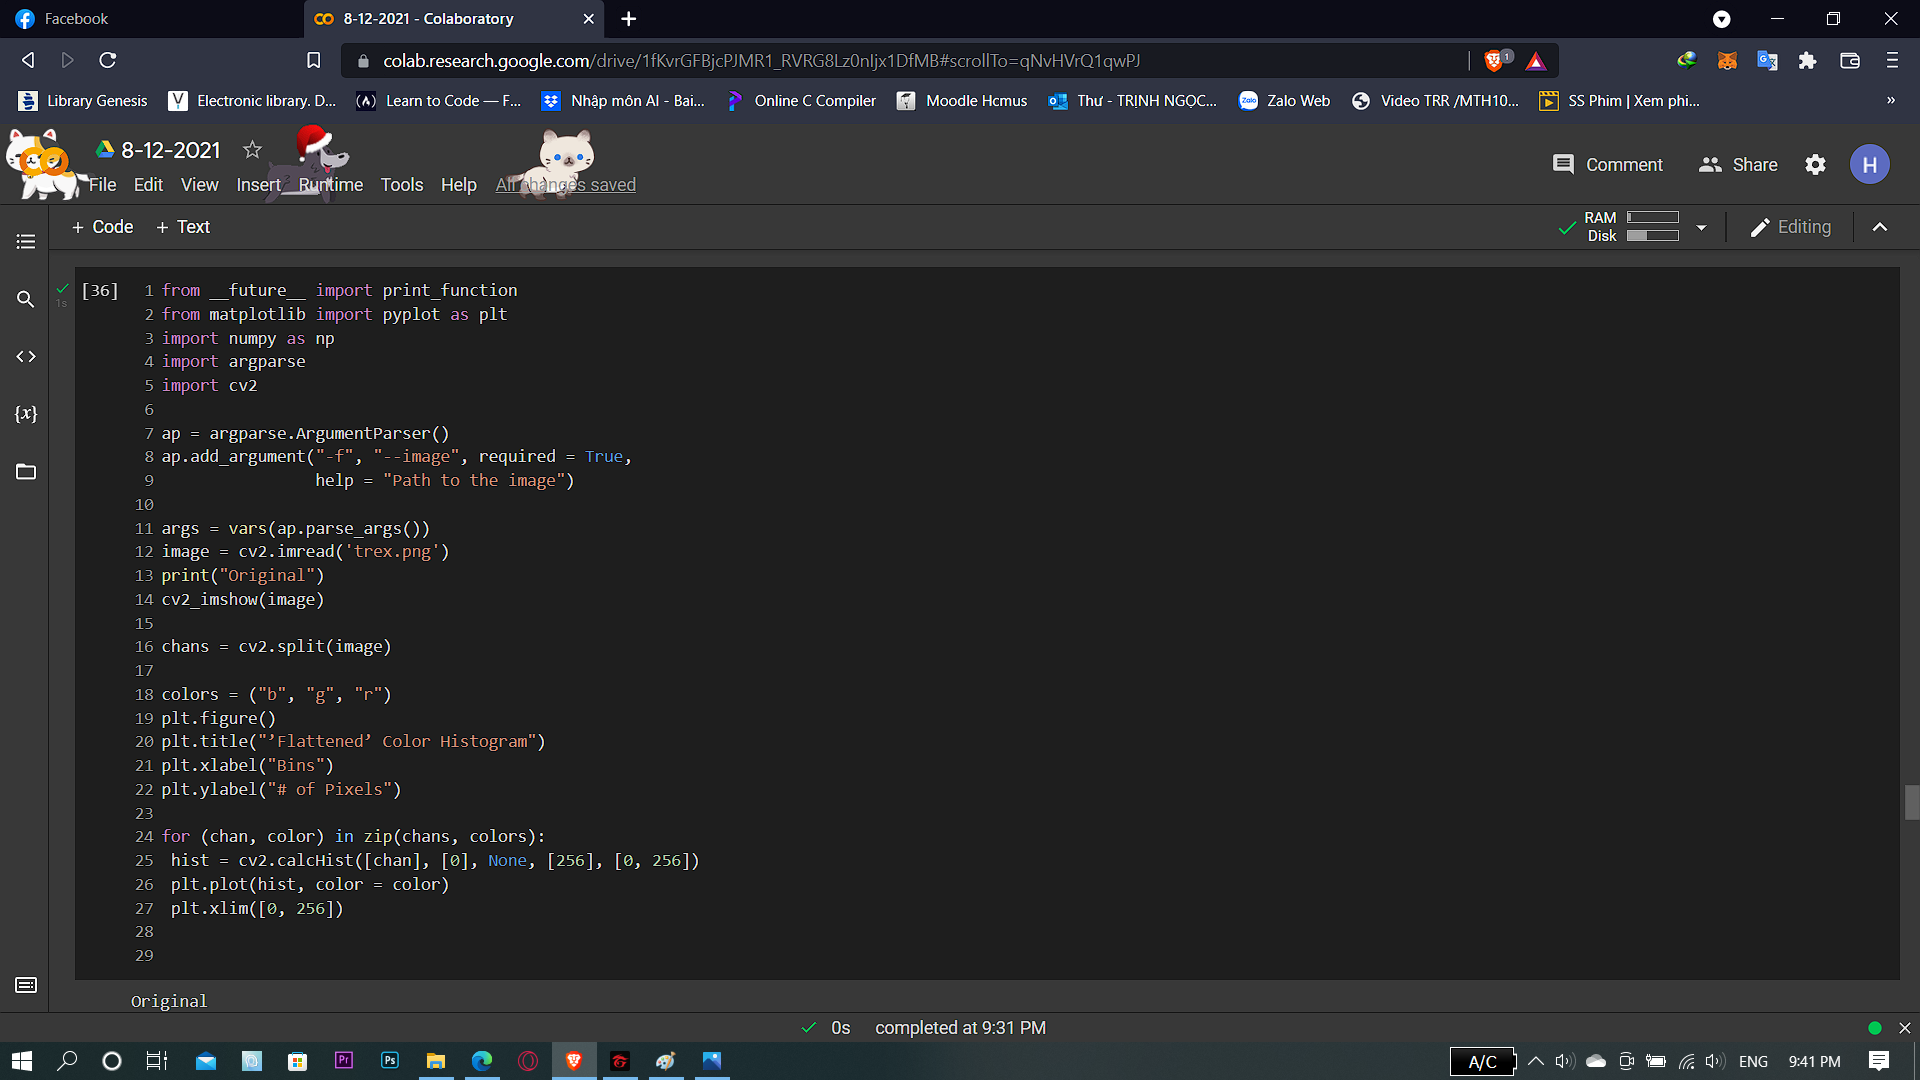 Facebook
8-12-2021 - Colaboratory
colab.research.google.com/drive/1fKvrGFBjcPJMR1_RVRG8Lz0nIjx1DfMB#scrollTo=qNvHVrQ1qwPJ
1
Library Genesis
Electronic library. D...
Learn to Code — F...
Nhập môn AI - Bai...
Online C Compiler
Moodle Hcmus
Thư - TRỊNH NGỌC...
Zalo Web
Video TRR /MTH10...
SS Phim | Xem phi...
»
8-12-2021
File Edit View Insert Runtime Tools Help All changes saved
Comment
Share
H
+ Code + Text
RAM
Disk
Editing
[36]
1s
1 from __future__ import print_function
2 from matplotlib import pyplot as plt
3 import numpy as np
4 import argparse
5 import cv2
6
7 ap = argparse.ArgumentParser()
8 ap.add_argument("-f", "--image", required = True,
9 help = "Path to the image")
10
11 args = vars(ap.parse_args())
12 image = cv2.imread('trex.png')
13 print("Original")
14 cv2_imshow(image)
15
16 chans = cv2.split(image)
17
18 colors = ("b", "g", "r")
19 plt.figure()
20 plt.title("’Flattened’ Color Histogram")
21 plt.xlabel("Bins")
22 plt.ylabel("# of Pixels")
23
24 for (chan, color) in zip(chans, colors):
25 hist = cv2.calcHist([chan], [0], None, [256], [0, 256])
26 plt.plot(hist, color = color)
27 plt.xlim([0, 256])
28
29
Original
0s completed at 9:31 PM
Pr
Ps
A/C
ENG
9:41 PM